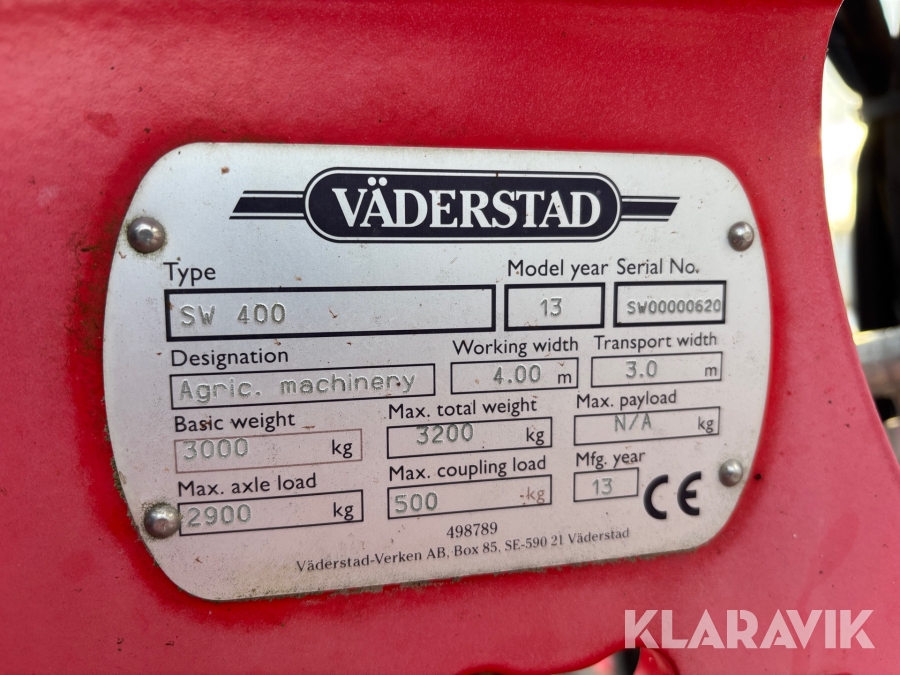 VÄDERSTAD
Type Model year Serial No.
SW 400 13 SW00000620
Designation Working width Transport width
Agric. machinery 4.00 m 3.0 m
Basic weight Max. total weight Max. payload
3000 kg 3200 kg N/A kg
Max. axle load Max. coupling load Mfg. year
2900 kg 500 kg 13 CE
498789
Väderstad-Verken AB, Box 85, SE-590 21 Väderstad
KLARAVIK